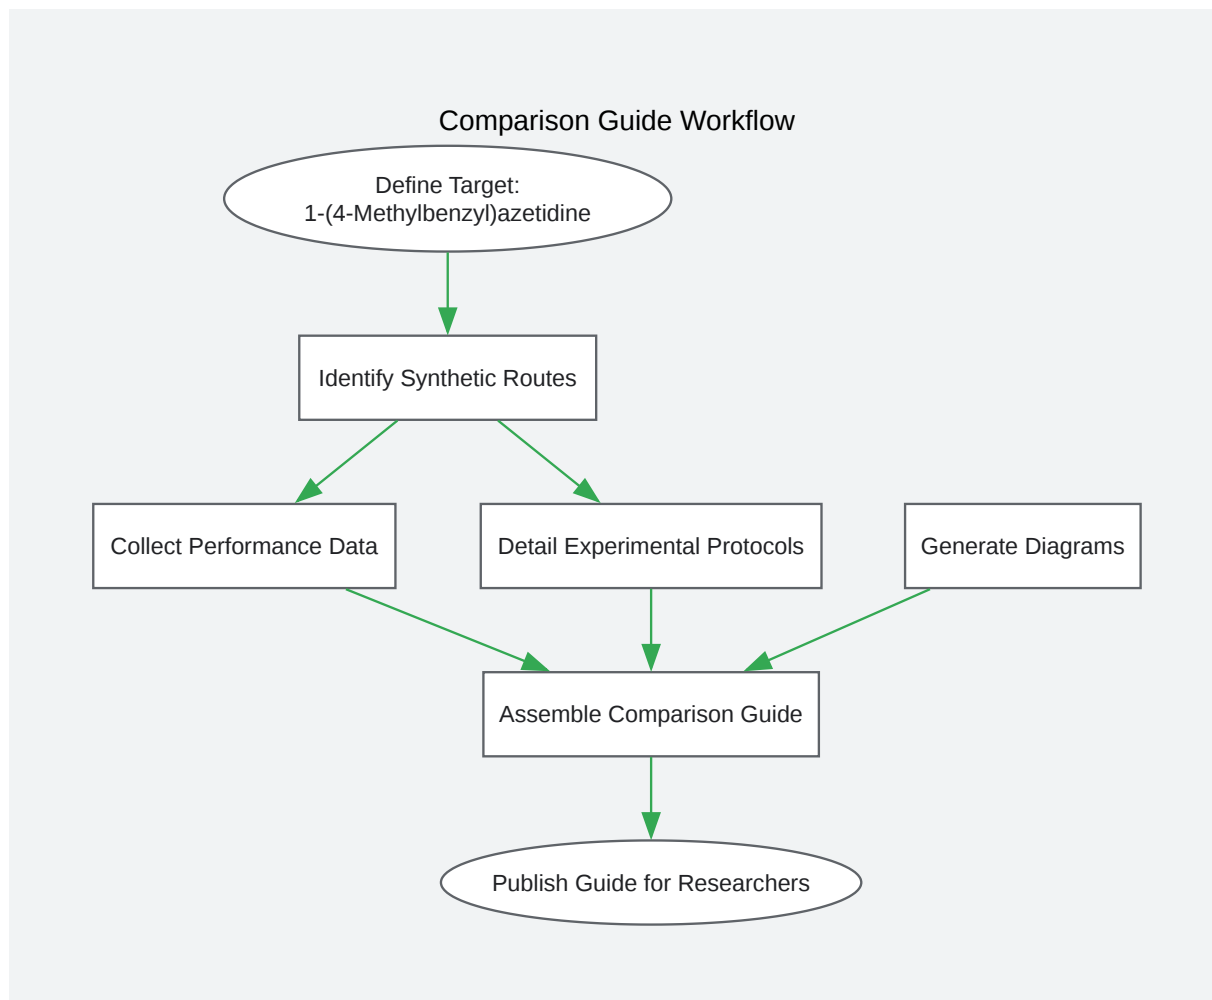 Comparison Guide Workflow
Define Target:
1-(4-Methylbenzyl)azetidine
Identify Synthetic Routes
Collect Performance Data
Detail Experimental Protocols
Generate Diagrams
Assemble Comparison Guide
Publish Guide for Researchers